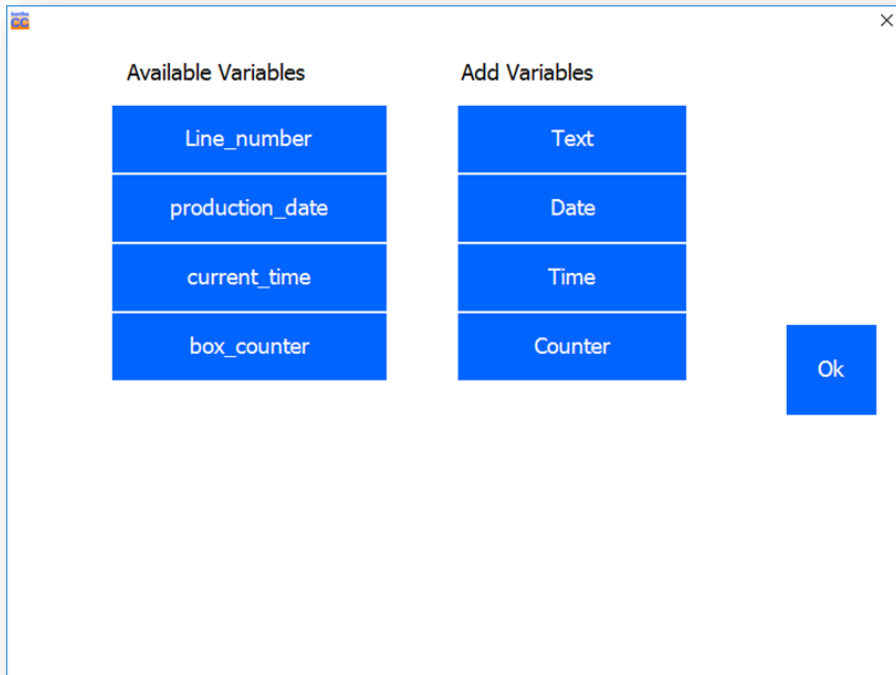 CC
Available Variables
Add Variables
Line_number
Text
production_date
Date
current_time
Time
box_counter
Counter
Ok